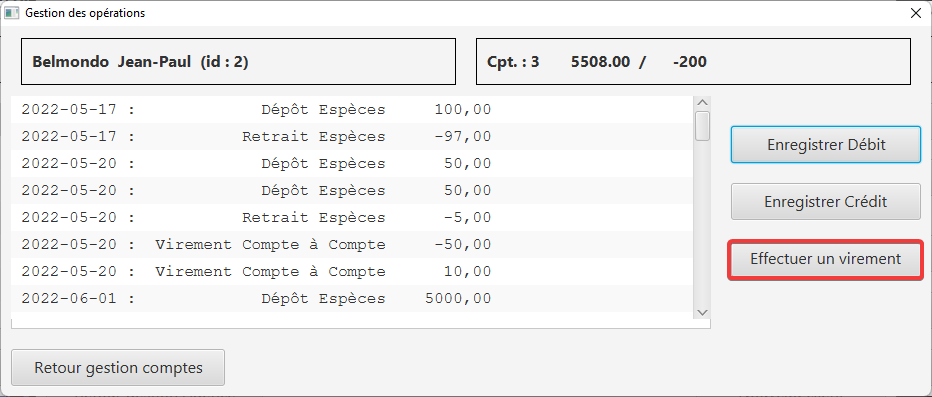 Gestion des opérations
Belmondo Jean-Paul (id : 2)
Cpt. : 3 5508.00 / -200
2022-05-17 : Dépôt Espèces 100,00
2022-05-17 : Retrait Espèces -97,00
2022-05-20 : Dépôt Espèces 50,00
2022-05-20 : Dépôt Espèces 50,00
2022-05-20 : Retrait Espèces -5,00
2022-05-20 : Virement Compte à Compte -50,00
2022-05-20 : Virement Compte à Compte 10,00
2022-06-01 : Dépôt Espèces 5000,00
Enregistrer Débit
Enregistrer Crédit
Effectuer un virement
Retour gestion comptes